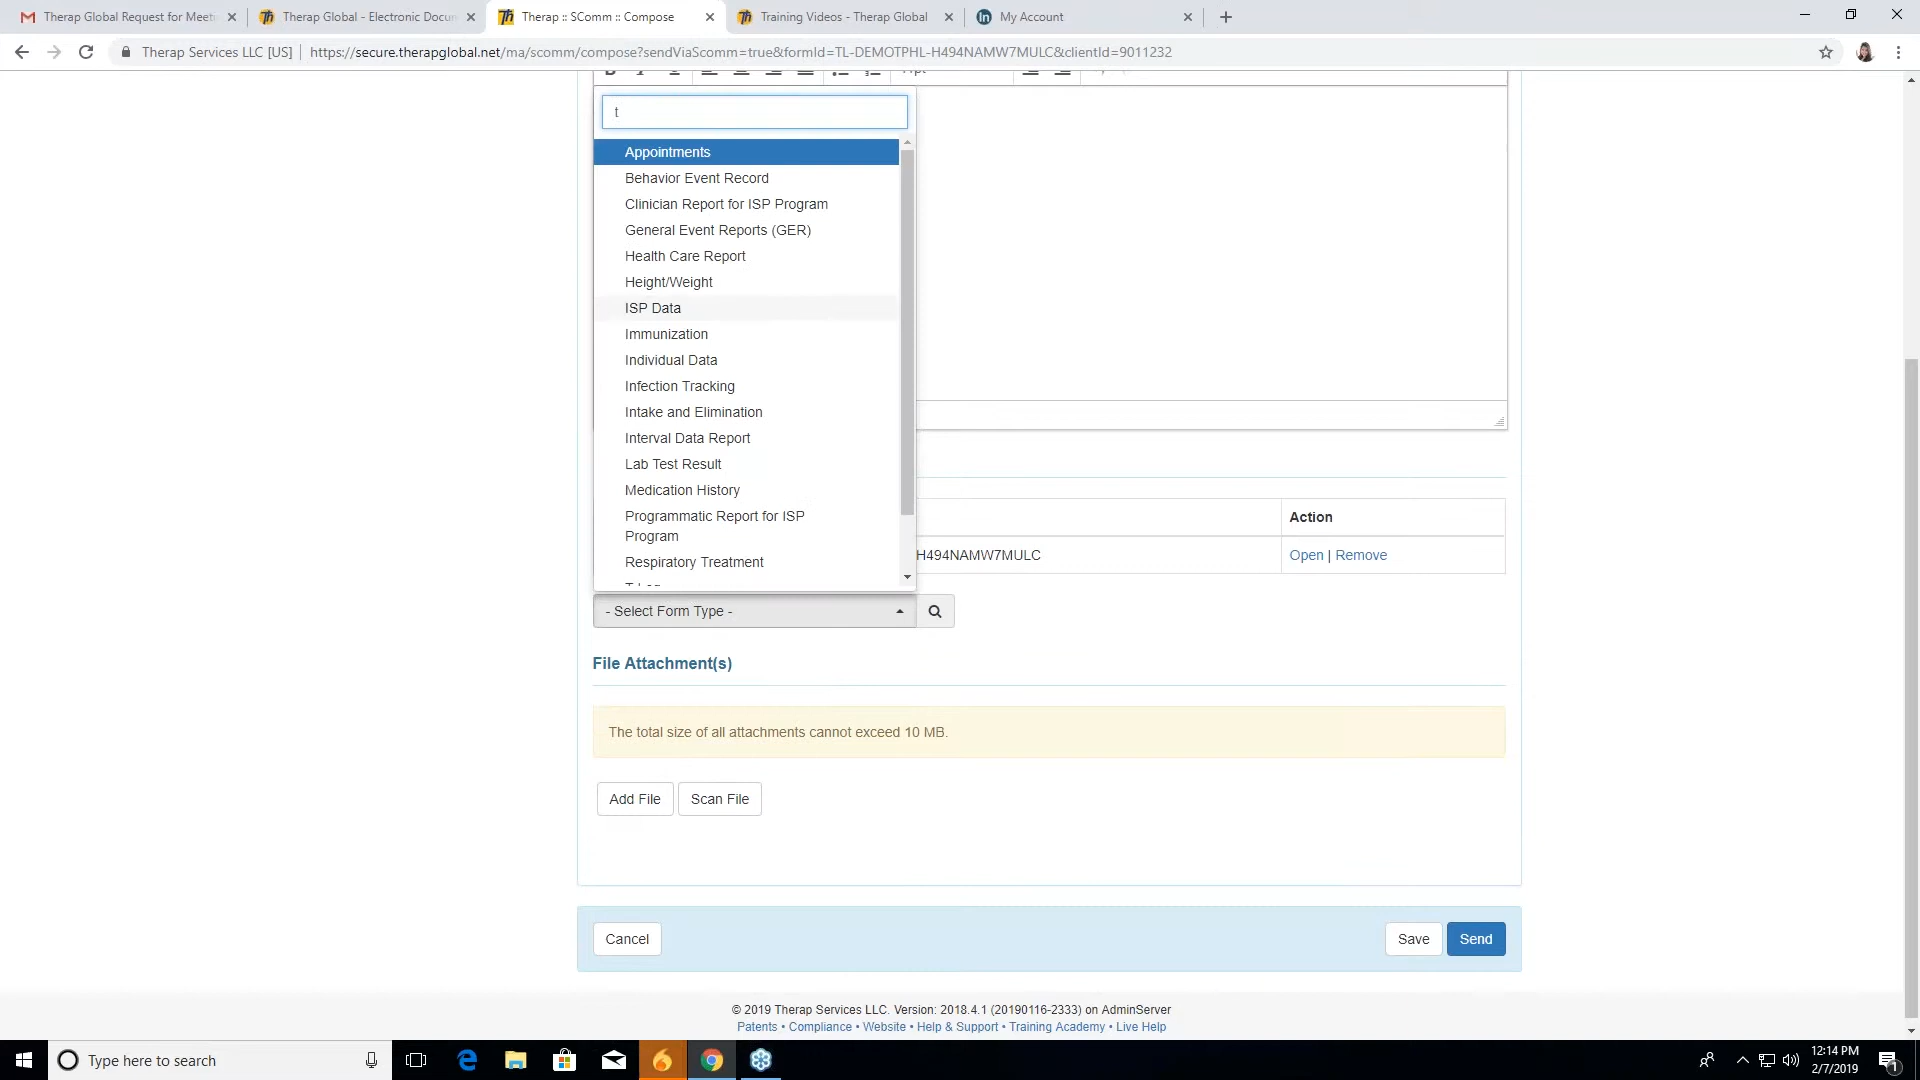 Therap Global Request for Meet
Therap Global - Electronic Docu
Therap :: SComm :: Compose
Training Videos - Therap Global
My Account
Therap Services LLC [US]
https://secure.therapglobal.net/ma/scomm/compose?sendViaScomm=true&formId=TL-DEMOTPHL-H494NAMW7MULC&clientId=9011232
t
Appointments
Behavior Event Record
Clinician Report for ISP Program
General Event Reports (GER)
Health Care Report
Height/Weight
ISP Data
Immunization
Individual Data
Infection Tracking
Intake and Elimination
Interval Data Report
Lab Test Result
Medication History
Programmatic Report for ISP
Program
Respiratory Treatment
Action
H494NAMW7MULC
Open | Remove
- Select Form Type -
File Attachment(s)
The total size of all attachments cannot exceed 10 MB.
Add File
Scan File
Cancel
Save
Send
© 2019 Therap Services LLC. Version: 2018.4.1 (20190116-2333) on AdminServer
Patents • Compliance • Website • Help & Support • Training Academy • Live Help
Type here to search
12:14 PM
2/7/2019
1